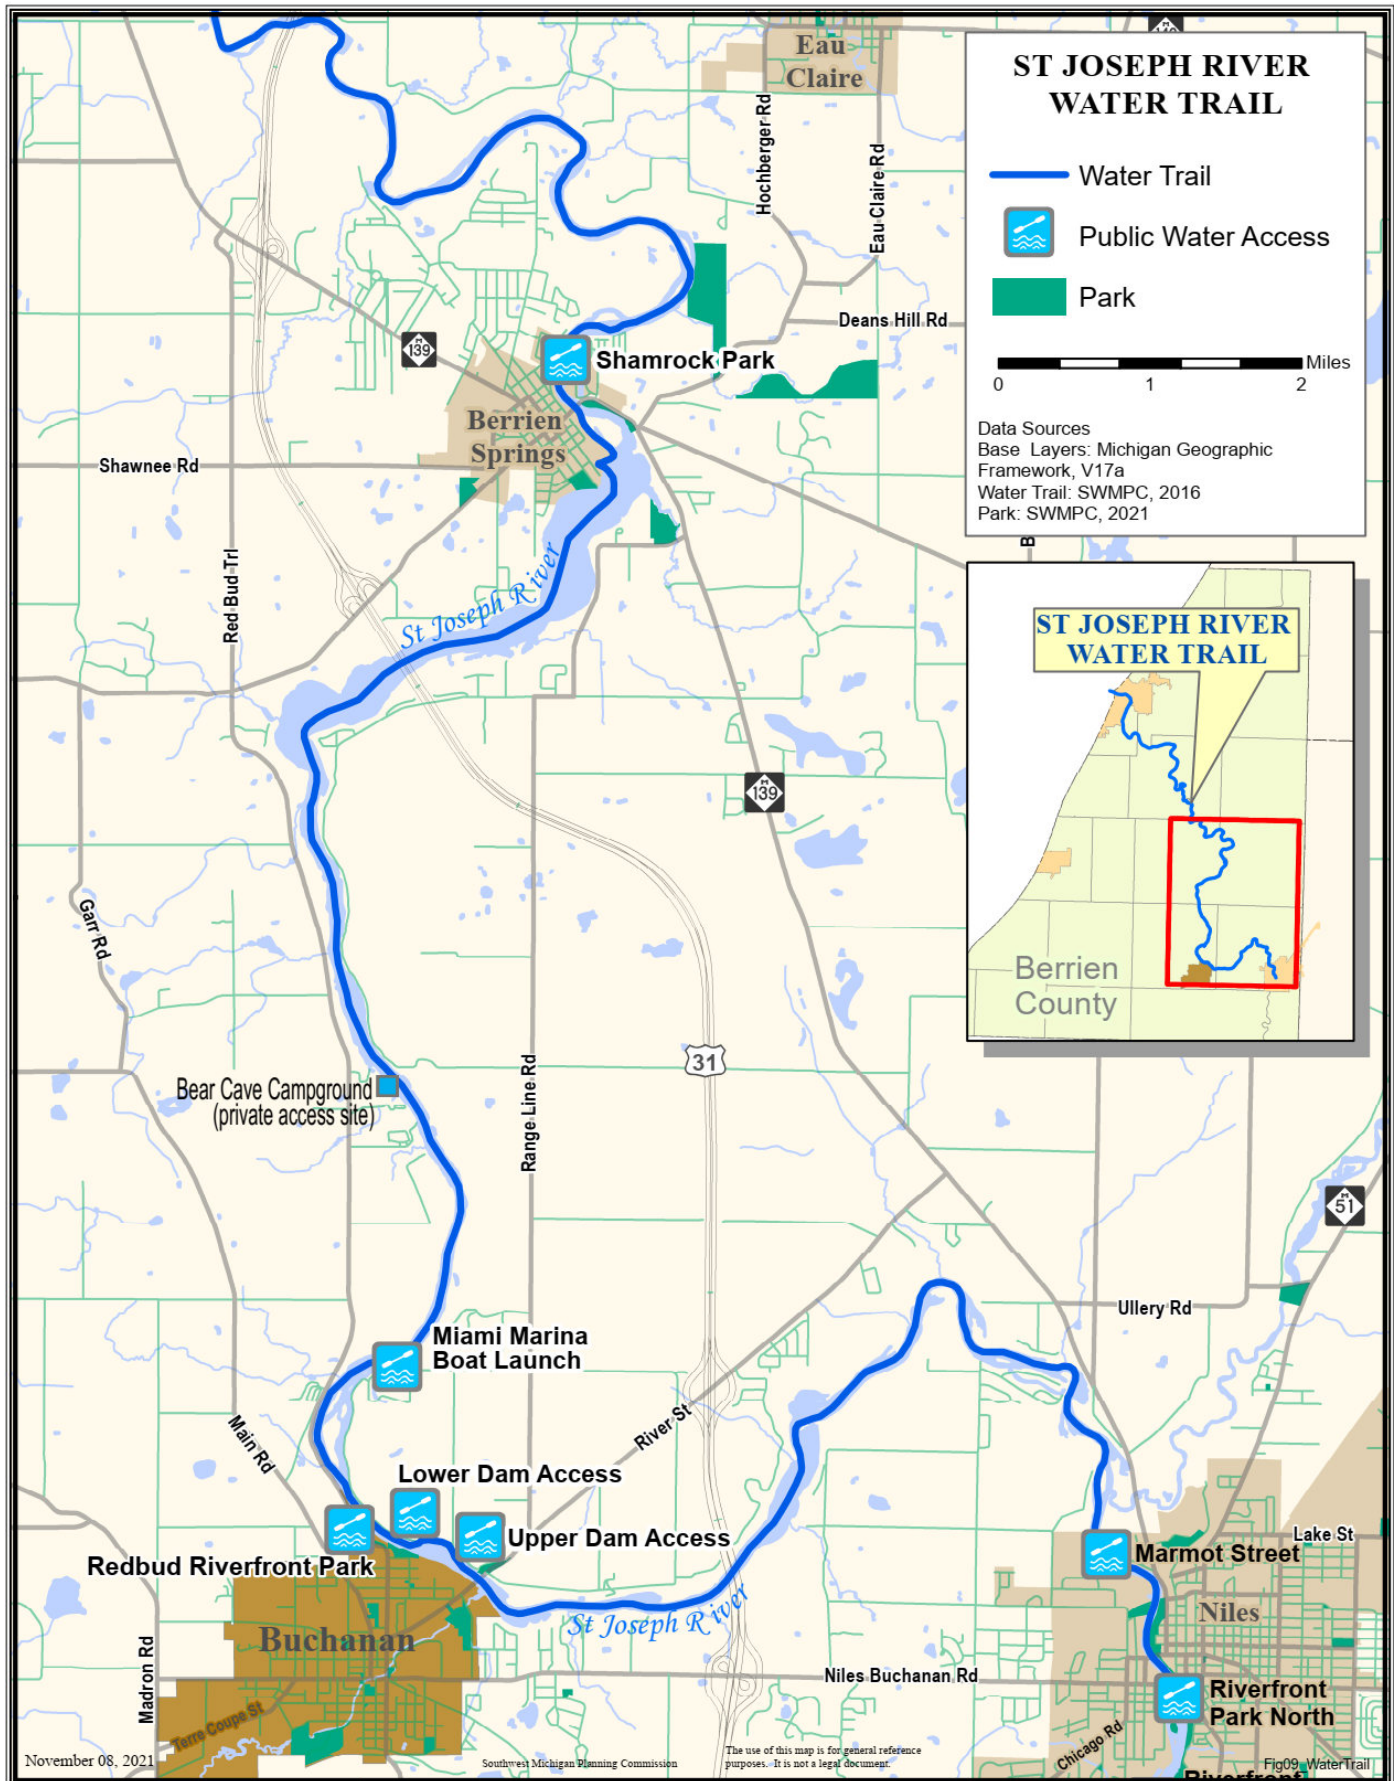 Eau
Claire
ST JOSEPH RIVER
WATER TRAIL
Water Trail
Public Water Access
Park
Miles
0 1 2
Data Sources
Base Layers: Michigan Geographic
Framework, V17a
Water Trail: SWMPC, 2016
Park: SWMPC, 2021
Hochberger Rd
Eau Claire Rd
Deans Hill Rd
M
139
Shamrock Park
Berrien
Springs
Shawnee Rd
Red Bud Trl
St Joseph River
ST JOSEPH RIVER
WATER TRAIL
Berrien
County
M
139
Garr Rd
31
Bear Cave Campground
(private access site)
Range Line Rd
M
51
Ullery Rd
Miami Marina
Boat Launch
River St
Main Rd
Lower Dam Access
Upper Dam Access
Redbud Riverfront Park
Lake St
Marmot Street
Niles
St Joseph River
Buchanan
Niles Buchanan Rd
Madron Rd
Terre Coupe St
Riverfront
Park North
Chicago Rd
November 08, 2021
Southwest Michigan Planning Commission
The use of this map is for general reference
purposes. It is not a legal document.
Fig09_WaterTrail
Riverfront